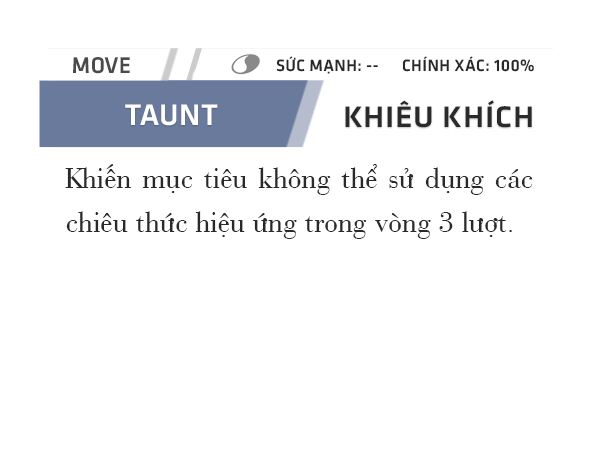 MOVE SỨC MẠNH: -- CHÍNH XÁC: 100%
TAUNT KHIÊU KHÍCH
Khiến mục tiêu không thể sử dụng các
chiêu thức hiệu ứng trong vòng 3 lượt.